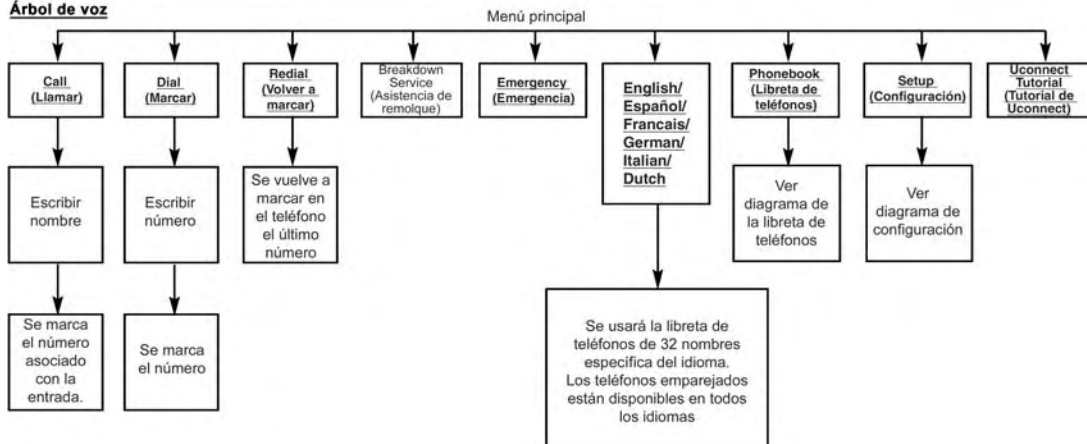 Árbol de voz
Menú principal
Call
(Llamar)
Dial
(Marcar)
Redial
(Volver a
marcar)
Breakdown
Service
(Asistencia de
remolque)
Emergency
(Emergencia)
English/
Español/
Francais/
German/
Italian/
Dutch
Phonebook
(Libreta de
teléfonos)
Setup
(Configuración)
Uconnect
Tutorial
(Tutorial de
Uconnect)
Escribir
nombre
Escribir
número
Se vuelve a
marcar en
el teléfono
el último
número
Ver
diagrama de
la libreta de
teléfonos
Ver
diagrama de
configuración
Se marca
el número
asociado
con la
entrada.
Se marca
el número
Se usará la libreta de
teléfonos de 32 nombres
específica del idioma.
Los teléfonos emparejados
están disponibles en todos
los idiomas